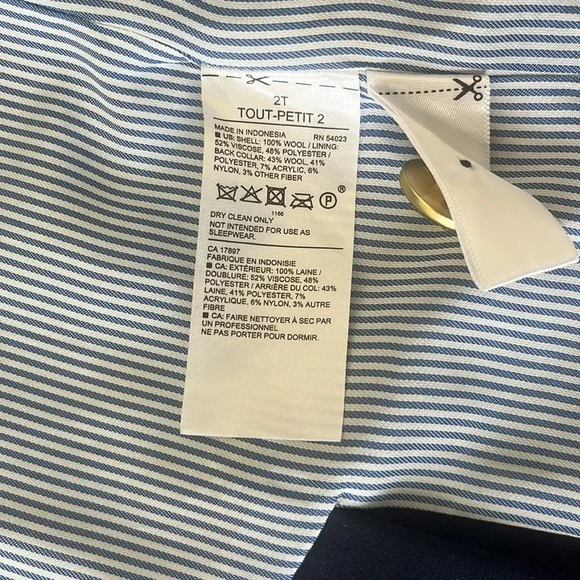 2T
TOUT-PETIT 2
MADE IN INDONESIA RN 54023
■ US: SHELL: 100% WOOL / LINING:
52% VISCOSE, 48% POLYESTER /
BACK COLLAR: 43% WOOL, 41%
POLYESTER, 7% ACRYLIC, 6%
NYLON, 3% OTHER FIBER
P ®
1166
DRY CLEAN ONLY
NOT INTENDED FOR USE AS
SLEEPWEAR.
CA 17897
FABRIQUE EN INDONISIE
■ CA: EXTÉRIEUR: 100% LAINE /
DOUBLURE: 52% VISCOSE, 48%
POLYESTER / ARRIERE DU COL: 43%
LAINE, 41% POLYESTER, 7%
ACRYLIQUE, 6% NYLON, 3% AUTRE
FIBRE
■ CA: FAIRE NETTOYER À SEC PAR
UN PROFESSIONNEL
NE PAS PORTER POUR DORMIR.